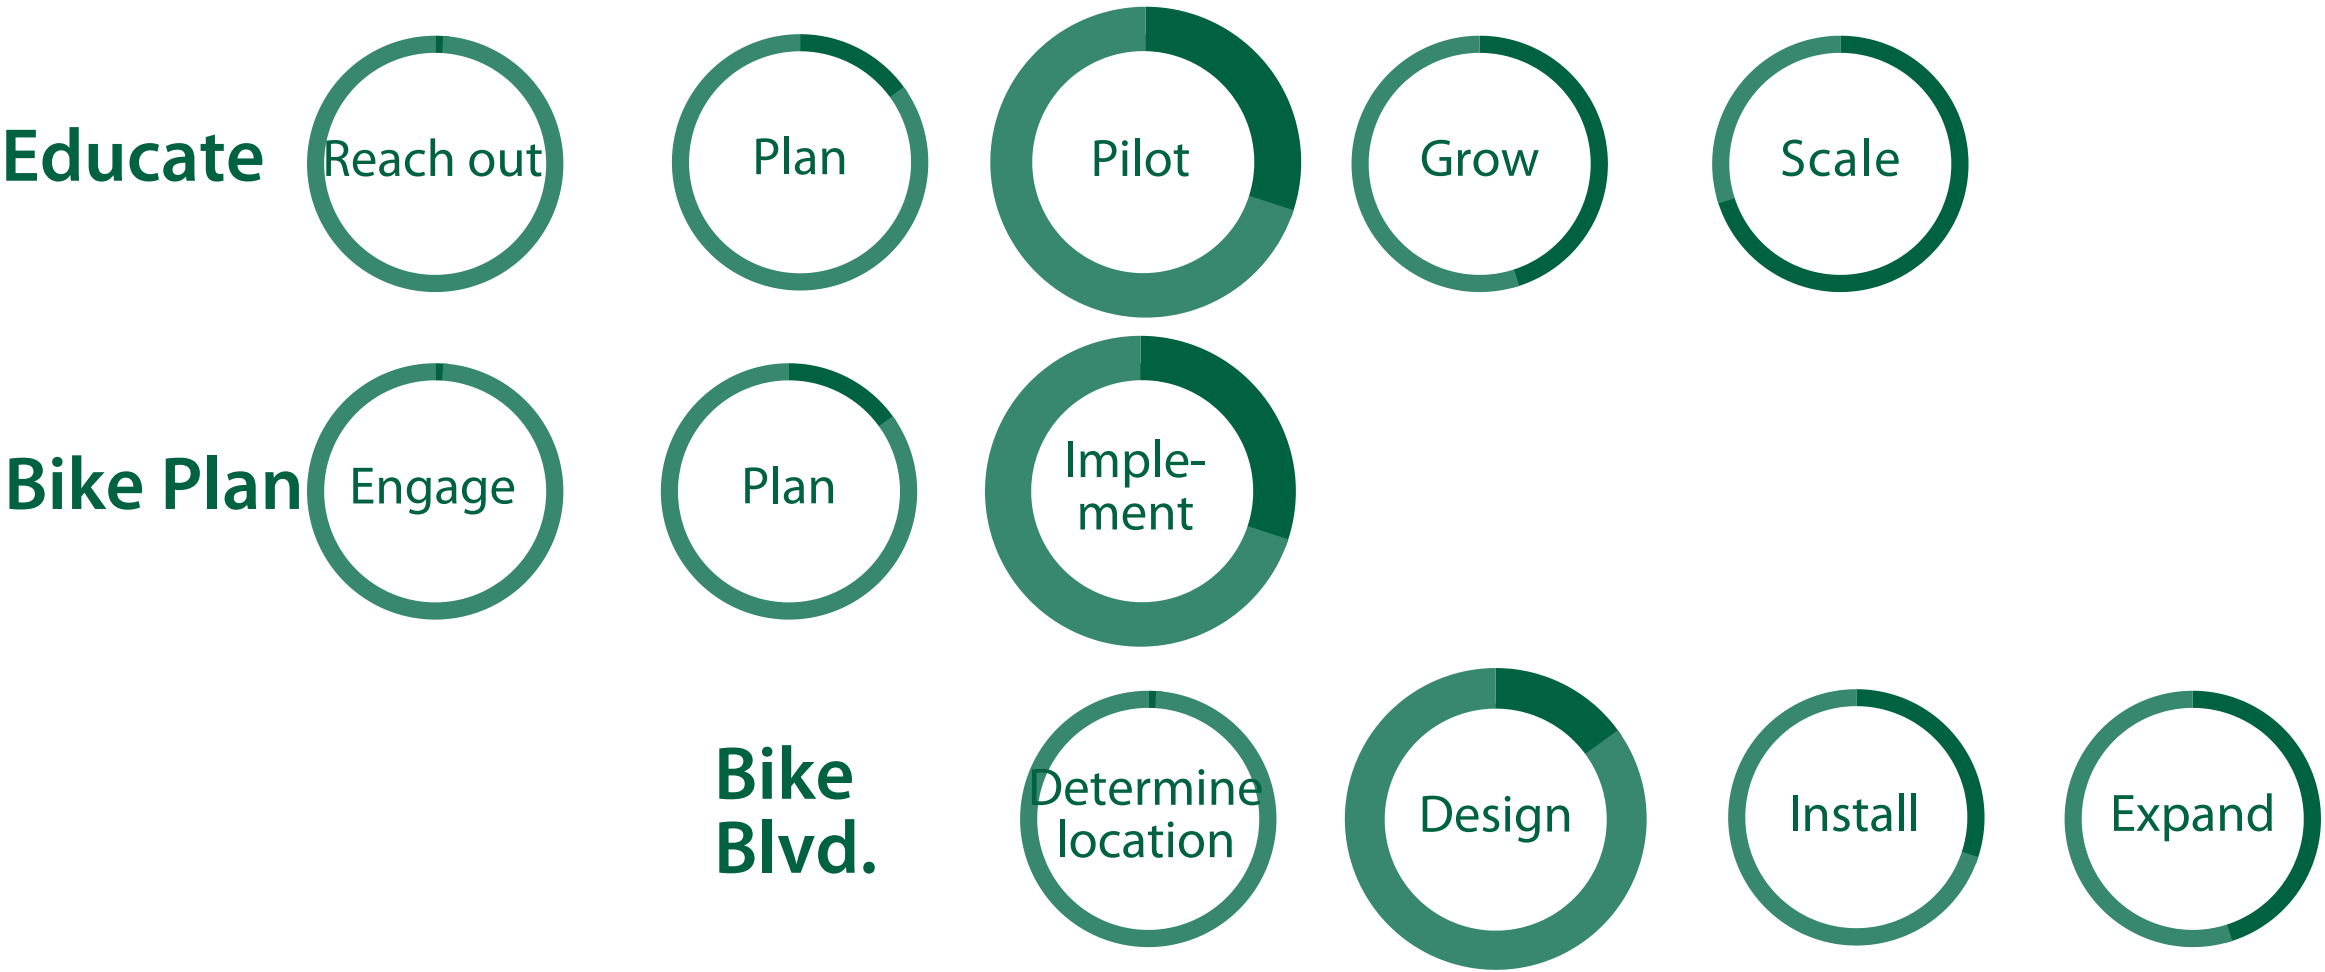 Educate
Reach out
Plan
Pilot
Grow
Scale
Bike Plan
Engage
Plan
Imple-
ment
Bike
Blvd.
Determine
location
Design
Install
Expand